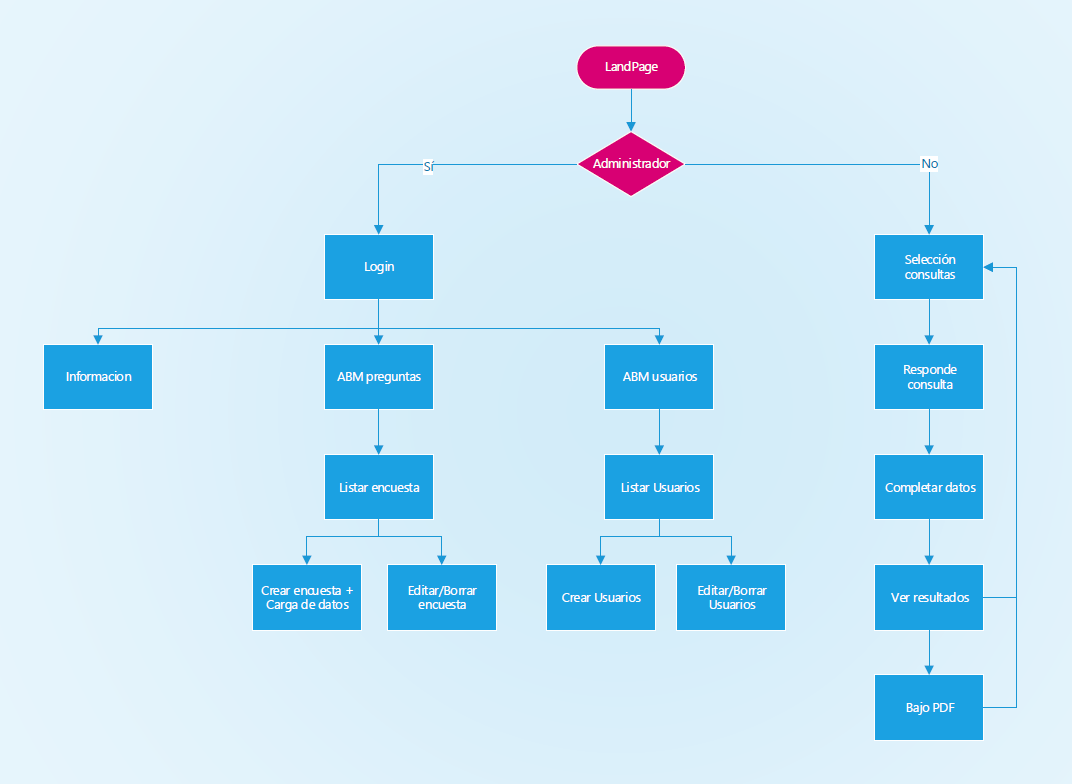 LandPage
Administrador
Sí
No
Login
Selección
consultas
Informacion
ABM preguntas
ABM usuarios
Responde
consulta
Listar encuesta
Listar Usuarios
Completar datos
Crear encuesta +
Carga de datos
Editar/Borrar
encuesta
Crear Usuarios
Editar/Borrar
Usuarios
Ver resultados
Bajo PDF